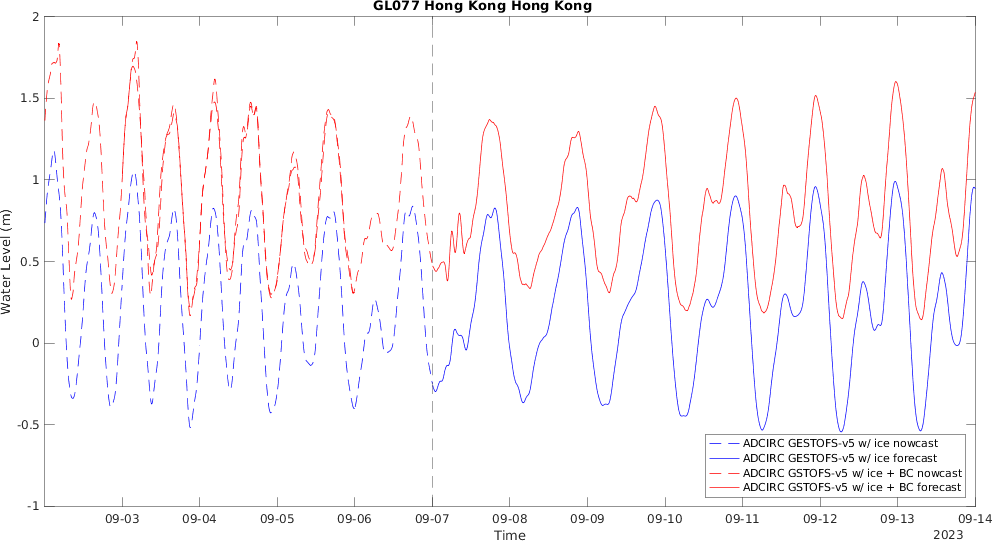 GL077 Hong Kong Hong Kong
2
1.5
1
0.5
0
-0.5
-1
Water Level (m)
ADCIRC GESTOFS-v5 w/ ice nowcast
ADCIRC GESTOFS-v5 w/ ice forecast
ADCIRC GSTOFS-v5 w/ ice + BC nowcast
ADCIRC GSTOFS-v5 w/ ice + BC forecast
09-03 09-04 09-05 09-06 09-07 09-08 09-09 09-10 09-11 09-12 09-13 09-14
Time
2023